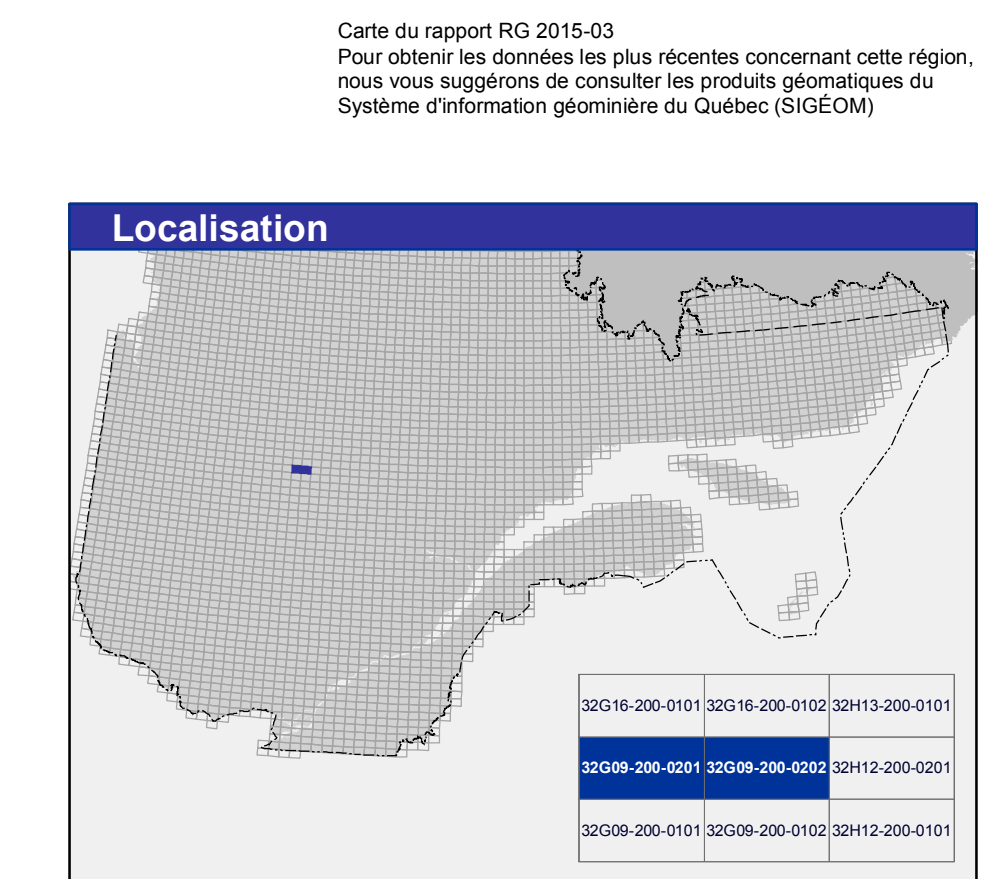 Carte du rapport RG 2015-03
Pour obtenir les données les plus récentes concernant cette région,
nous vous suggérons de consulter les produits géomatiques du
Système d'information géominière du Québec (SIGÉOM)
Localisation
32G16-200-0101 32G16-200-0102 32H13-200-0101
32G09-200-0201 32G09-200-0202 32H12-200-0201
32G09-200-0101 32G09-200-0102 32H12-200-0101